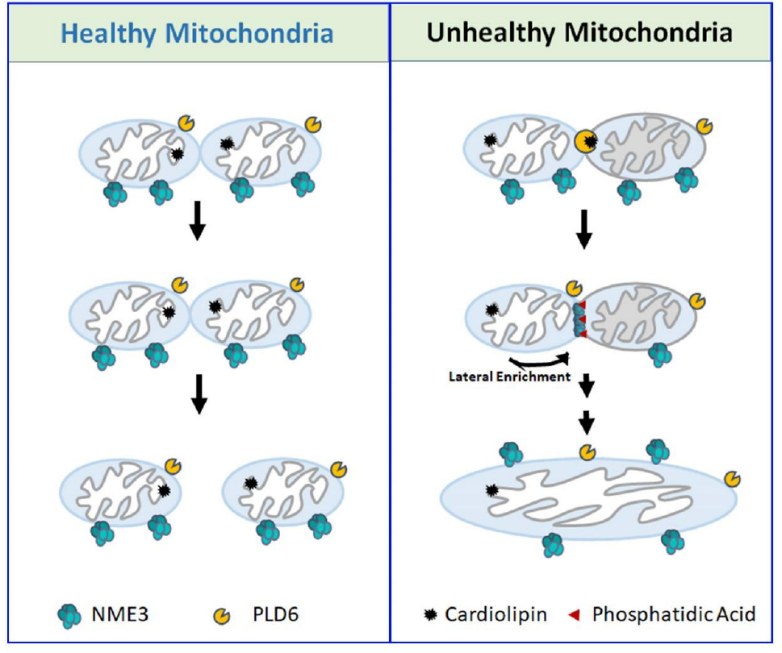 Healthy Mitochondria
Unhealthy Mitochondria
Lateral Enrichment
NME3
PLD6
Cardiolipin
Phosphatidic Acid